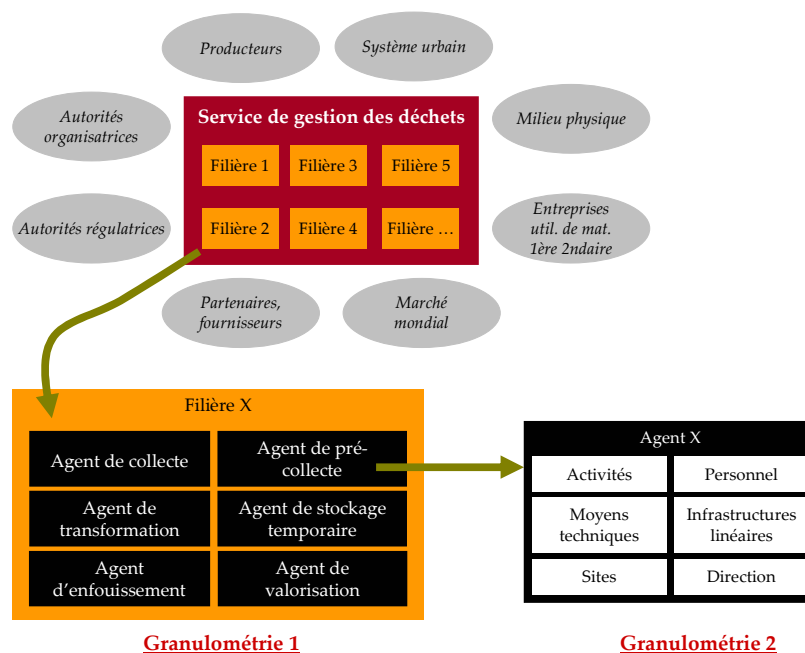 Producteurs
Système urbain
Autorités
organisatrices
Service de gestion des déchets
Milieu physique
Filière 1
Filière 3
Filière 5
Autorités régulatrices
Filière 2
Filière 4
Filière …
Entreprises
util. de mat.
1ère 2ndaire
Partenaires,
fournisseurs
Marché
mondial
Filière X
Agent de collecte
Agent de pré-
collecte
Agent de
transformation
Agent de stockage
temporaire
Agent
d'enfouissement
Agent de
valorisation
Agent X
Activités
Personnel
Moyens
techniques
Infrastructures
linéaires
Sites
Direction
Granulométrie 1
Granulométrie 2